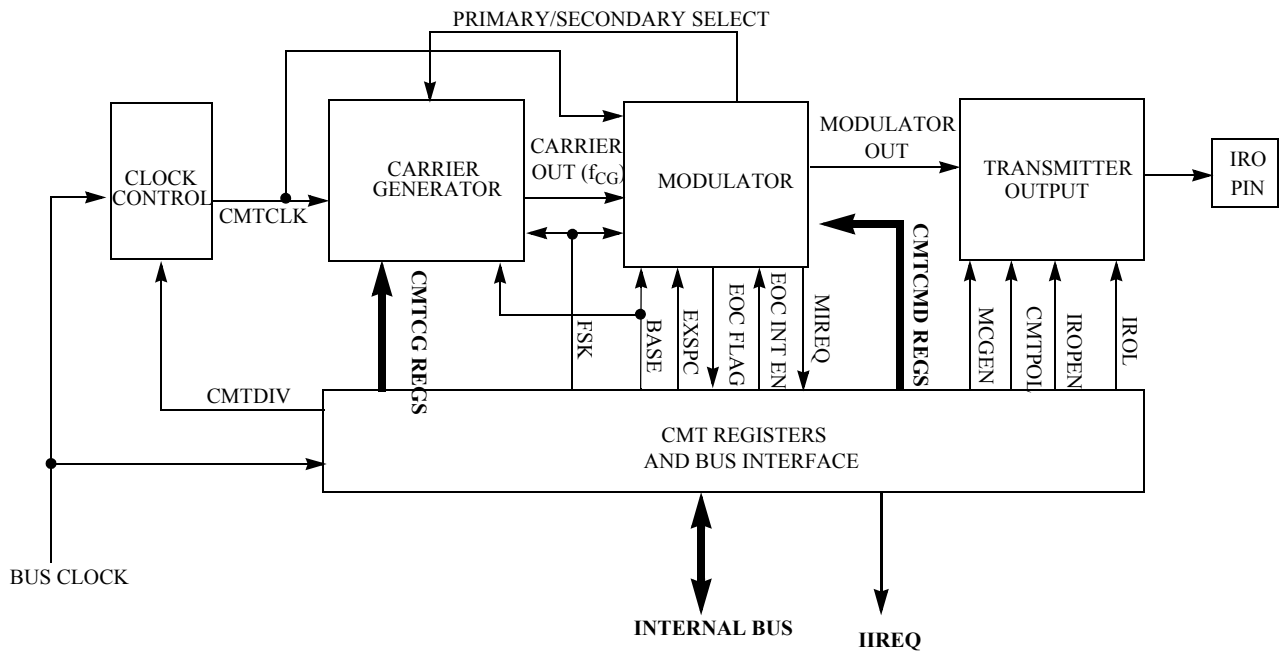 PRIMARY/SECONDARY SELECT
CLOCK
CONTROL
CMTCLK
CARRIER
GENERATOR
CARRIER
OUT (fCG)
MODULATOR
MODULATOR
OUT
TRANSMITTER
OUTPUT
IRO
PIN
CMTCG REGS
FSK
BASE
EXSPC
EOC FLAG
EOC INT EN
MIREQ
CMTCMD REGS
MCGEN
CMTPOL
IROPEN
IROL
CMTDIV
CMT REGISTERS
AND BUS INTERFACE
BUS CLOCK
INTERNAL BUS
IIREQ